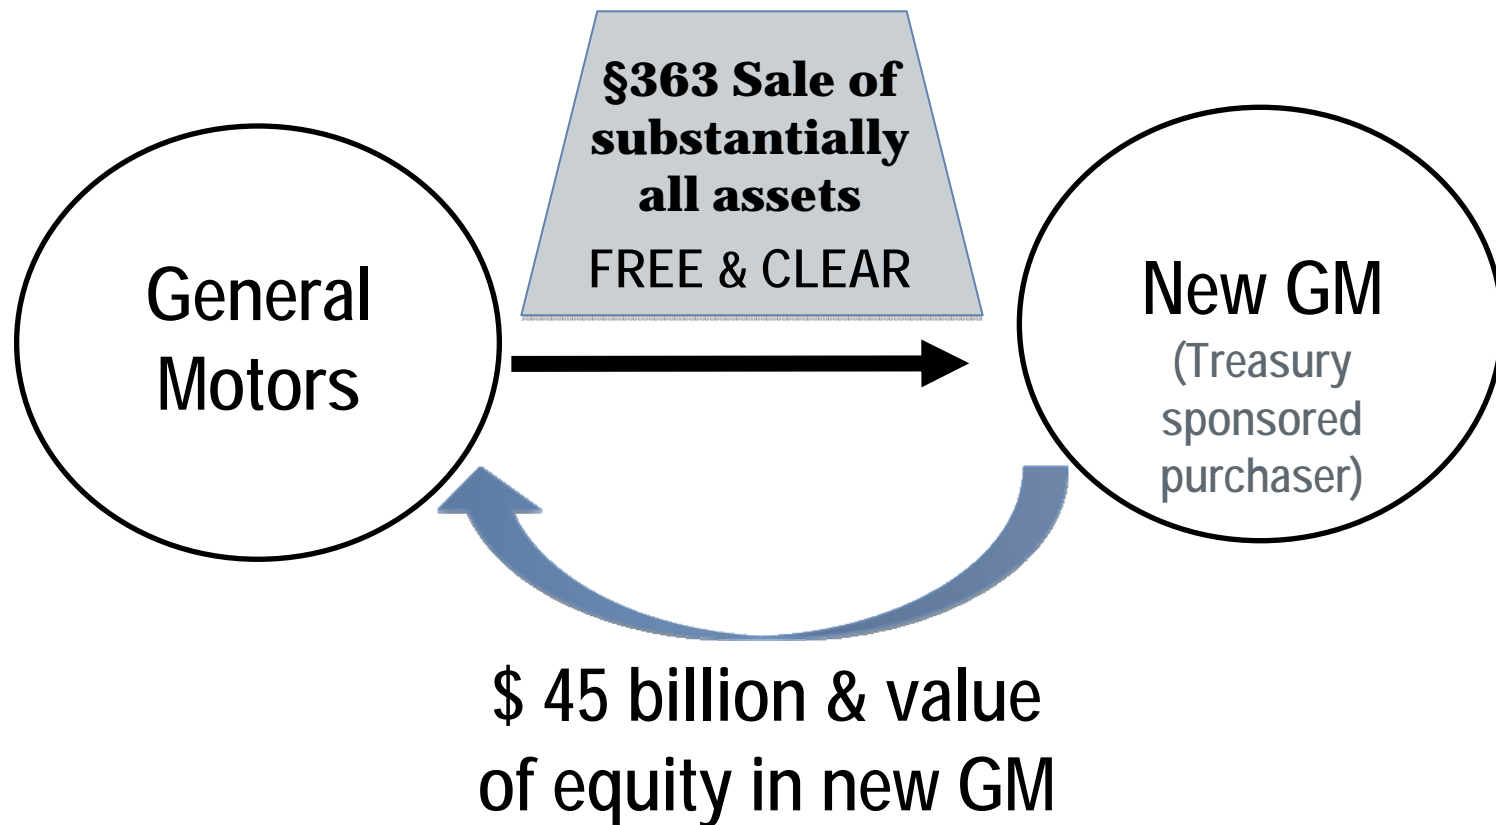 §363 Sale of
substantially
all assets
FREE & CLEAR
General
Motors
New GM
(Treasury
sponsored
purchaser)
$ 45 billion & value
of equity in new GM